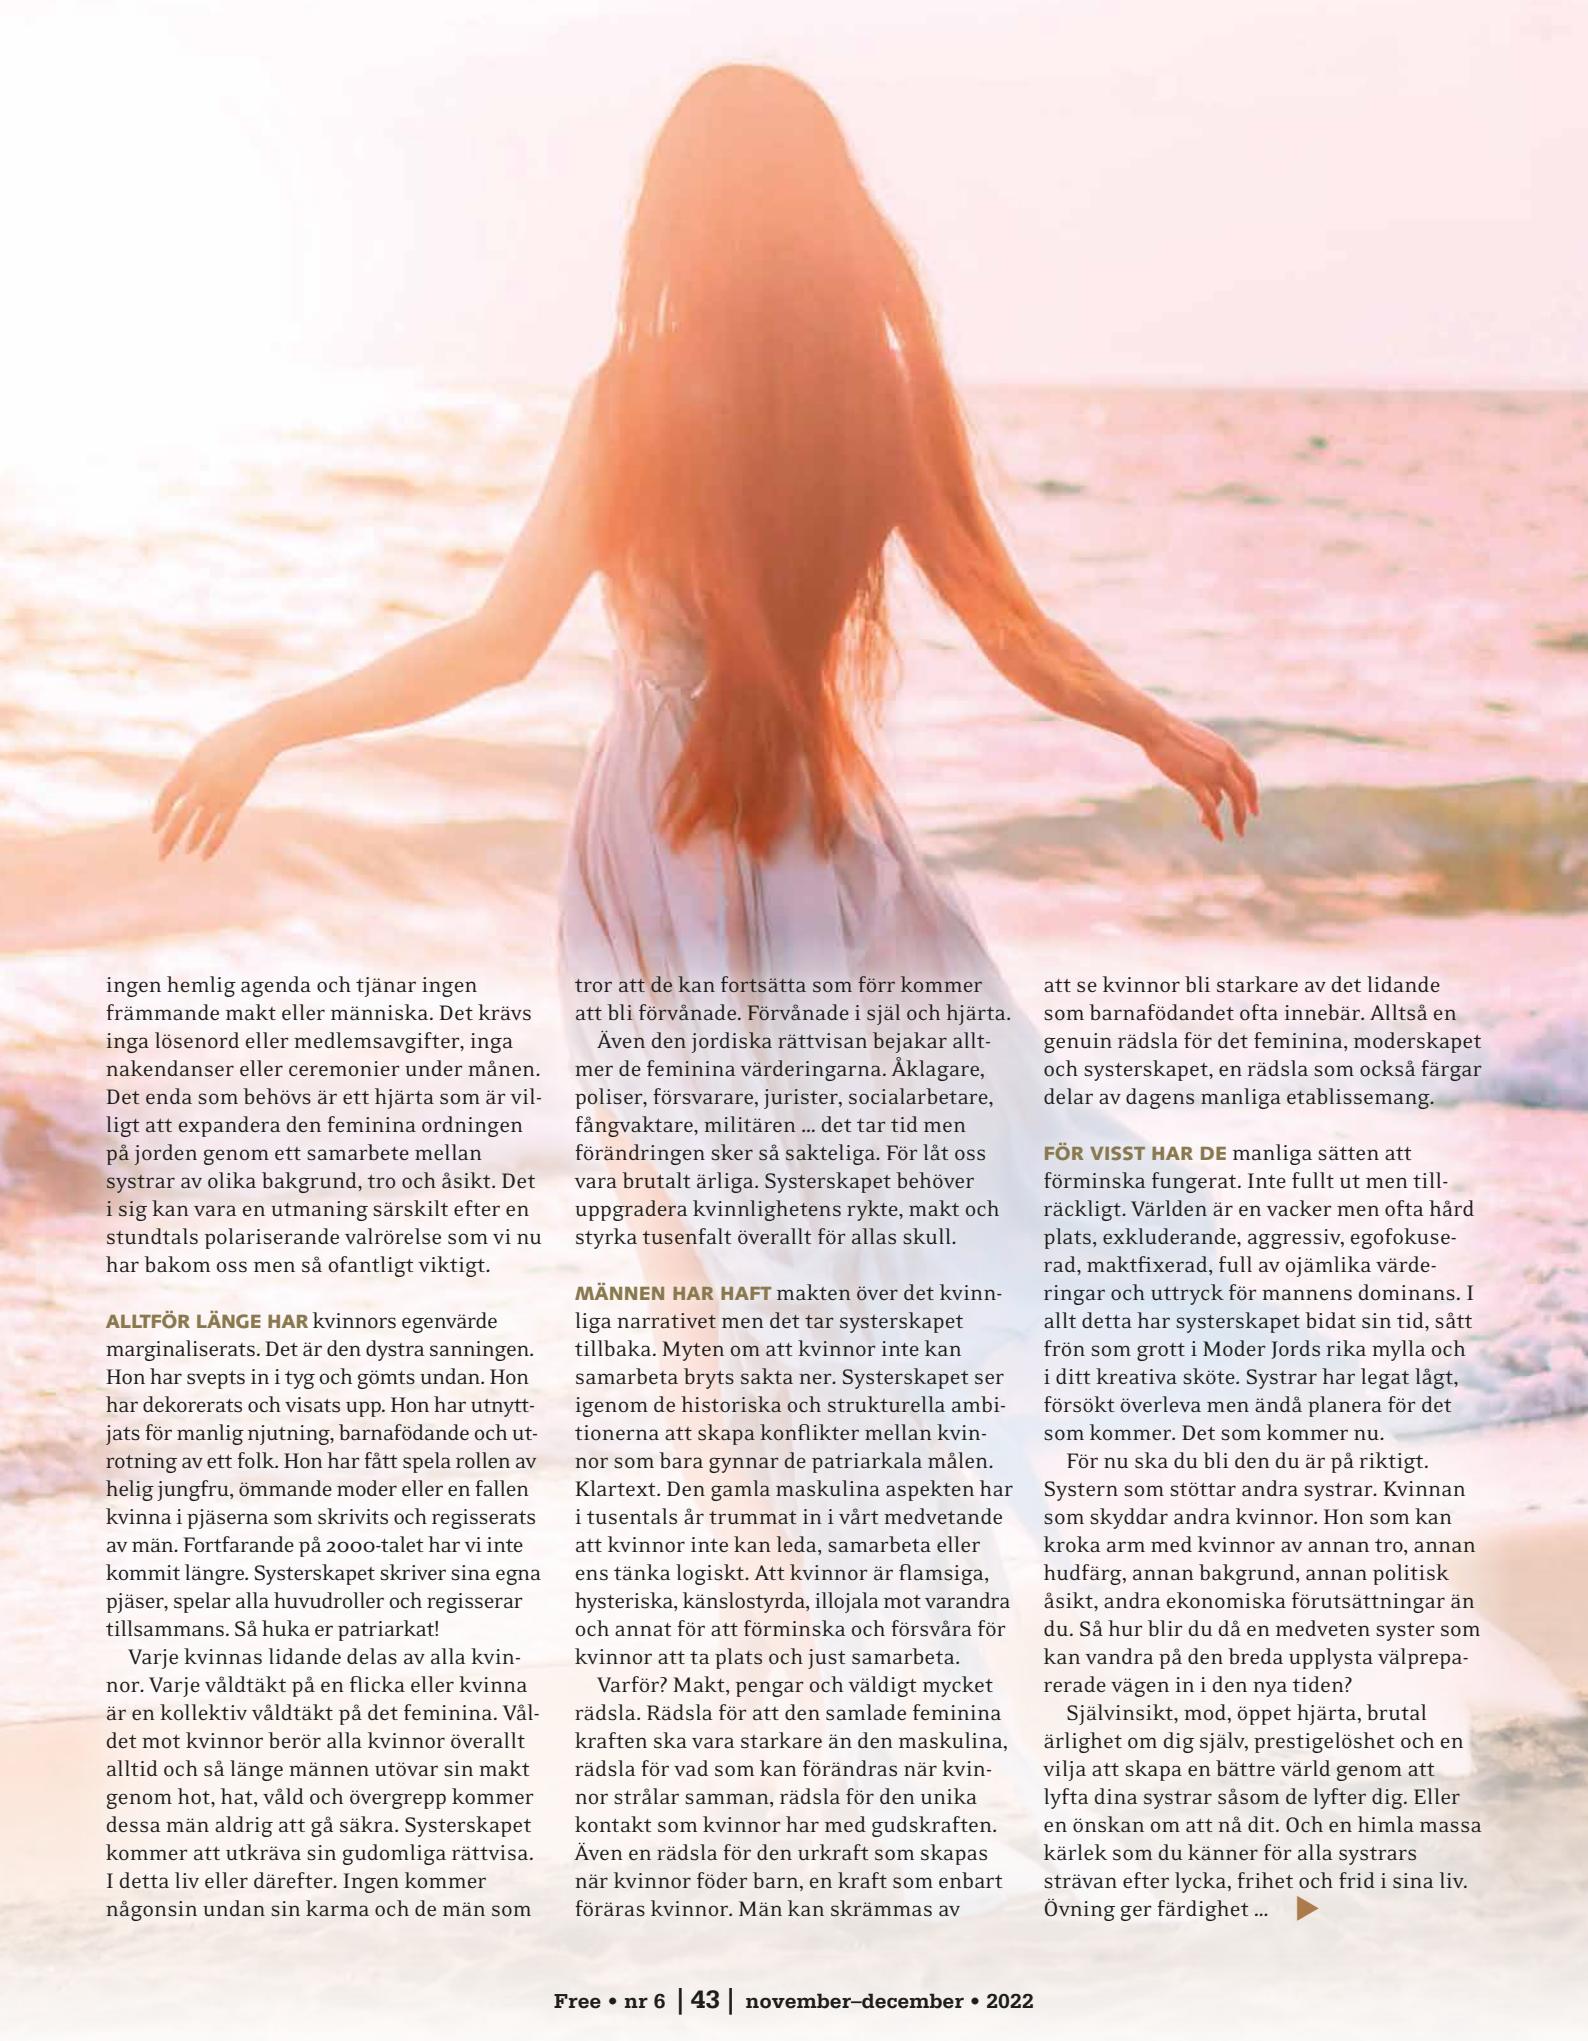 ingen hemlig agenda och tjänar ingen
främmande makt eller människa. Det krävs
inga lösenord eller medlemsavgifter, inga
nakendanser eller ceremonier under månen.
Det enda som behövs är ett hjärta som är vil-
ligt att expandera den feminina ordningen
på jorden genom ett samarbete mellan
systrar av olika bakgrund, tro och åsikt. Det
i sig kan vara en utmaning särskilt efter en
stundtals polariserande valrörelse som vi nu
har bakom oss men så ofantligt viktigt.
ALLTFÖR LÄNGE HAR kvinnors egenvärde
marginaliserats. Det är den dystra sanningen.
Hon har svepts in i tyg och gömts undan. Hon
har dekorerats och visats upp. Hon har utnytt-
jats för manlig njutning, barnafödande och ut-
rotning av ett folk. Hon har fått spela rollen av
helig jungfru, ömmande moder eller en fallen
kvinna i pjäserna som skrivits och regisserats
av män. Fortfarande på 2000-talet har vi inte
kommit längre. Systerskapet skriver sina egna
pjäser, spelar alla huvudroller och regisserar
tillsammans. Så huka er patriarkat!
Varje kvinnas lidande delas av alla kvin-
nor. Varje våldtäkt på en flicka eller kvinna
är en kollektiv våldtäkt på det feminina. Vål-
det mot kvinnor berör alla kvinnor överallt
alltid och så länge männen utövar sin makt
genom hot, hat, våld och övergrepp kommer
dessa män aldrig att gå säkra. Systerskapet
kommer att utkräva sin gudomliga rättvisa.
I detta liv eller därefter. Ingen kommer
någonsin undan sin karma och de män som
tror att de kan fortsätta som förr kommer
att bli förvånade. Förvånade i själ och hjärta.
Även den jordiska rättvisan bejakar allt-
mer de feminina värderingarna. Åklagare,
poliser, försvarare, jurister, socialarbetare,
fångvaktare, militären ... det tar tid men
förändringen sker så sakteliga. För låt oss
vara brutalt ärliga. Systerskapet behöver
uppgradera kvinnlighetens rykte, makt och
styrka tusenfalt överallt för allas skull.
MÄNNEN HAR HAFT makten över det kvinn-
liga narrativet men det tar systerskapet
tillbaka. Myten om att kvinnor inte kan
samarbeta bryts sakta ner. Systerskapet ser
igenom de historiska och strukturella ambi-
tionerna att skapa konflikter mellan kvin-
nor som bara gynnar de patriarkala målen.
Klartext. Den gamla maskulina aspekten har
i tusentals år trummat in i vårt medvetande
att kvinnor inte kan leda, samarbeta eller
ens tänka logiskt. Att kvinnor är flamsiga,
hysteriska, känslostyrda, illojala mot varandra
och annat för att förminska och försvåra för
kvinnor att ta plats och just samarbeta.
Varför? Makt, pengar och väldigt mycket
rädsla. Rädsla för att den samlade feminina
kraften ska vara starkare än den maskulina,
rädsla för vad som kan förändras när kvin-
nor strålar samman, rädsla för den unika
kontakt som kvinnor har med gudskraften.
Även en rädsla för den urkraft som skapas
när kvinnor föder barn, en kraft som enbart
föräras kvinnor. Män kan skrämmas av
att se kvinnor bli starkare av det lidande
som barnafödandet ofta innebär. Alltså en
genuin rädsla för det feminina, moderskapet
och systerskapet, en rädsla som också färgar
delar av dagens manliga etablissemang.
FÖR VISST HAR DE manliga sätten att
förminska fungerat. Inte fullt ut men till-
räckligt. Världen är en vacker men ofta hård
plats, exkluderande, aggressiv, egofokuse-
rad, maktfixerad, full av ojämlika värde-
ringar och uttryck för mannens dominans. I
allt detta har systerskapet bidat sin tid, sått
frön som grott i Moder Jords rika mylla och
i ditt kreativa sköte. Systrar har legat lågt,
försökt överleva men ändå planera för det
som kommer. Det som kommer nu.
För nu ska du bli den du är på riktigt.
Systern som stöttar andra systrar. Kvinnan
som skyddar andra kvinnor. Hon som kan
kroka arm med kvinnor av annan tro, annan
hudfärg, annan bakgrund, annan politisk
åsikt, andra ekonomiska förutsättningar än
du. Så hur blir du då en medveten syster som
kan vandra på den breda upplysta välprepa-
rerade vägen in i den nya tiden?
Självinsikt, mod, öppet hjärta, brutal
ärlighet om dig själv, prestigelöshet och en
vilja att skapa en bättre värld genom att
lyfta dina systrar såsom de lyfter dig. Eller
en önskan om att nå dit. Och en himla massa
kärlek som du känner för alla systrars
strävan efter lycka, frihet och frid i sina liv.
Övning ger färdighet ...
Free • nr 6 | 43 | november–december • 2022